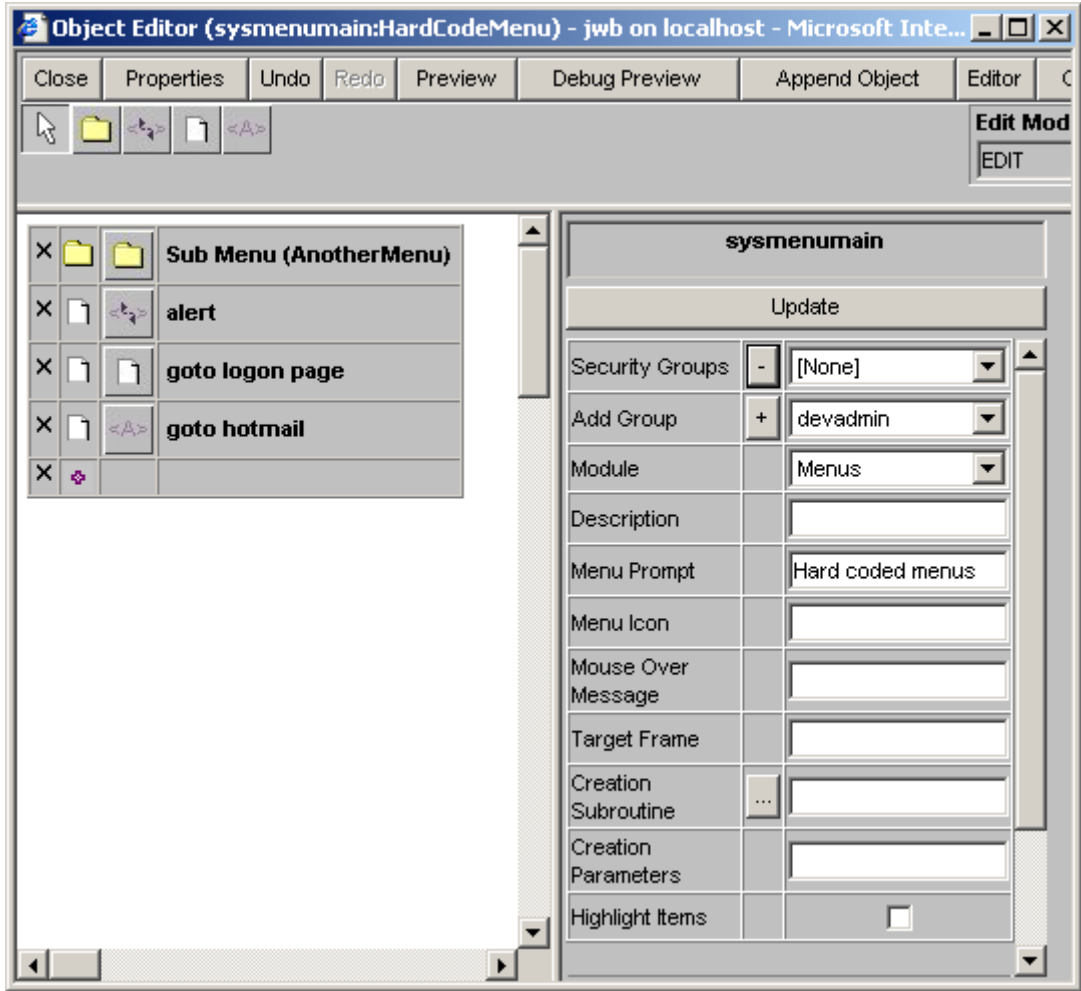 Object Editor (sysmenumain:HardCodeMenu) - jwb on localhost - Microsoft Inte...
Close Properties Undo Redo Preview Debug Preview Append Object Editor
<A>
Edit Mod
EDIT
Sub Menu (AnotherMenu)
alert
goto logon page
<A> goto hotmail
sysmenumain
Update
Security Groups - [None]
Add Group + devadmin
Module Menus
Description
Menu Prompt Hard coded menus
Menu Icon
Mouse Over
Message
Target Frame
Creation
Subroutine ...
Creation
Parameters
Highlight Items